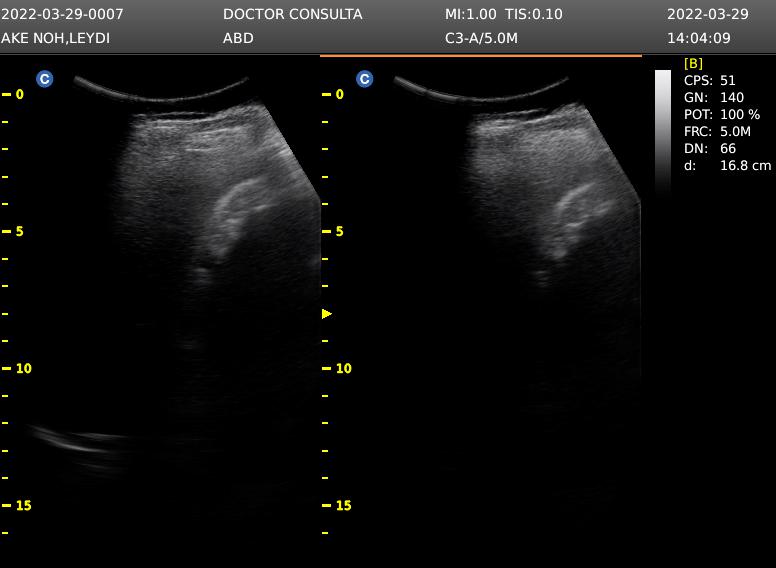 2022-03-29-0007 DOCTOR CONSULTA MI:1.00 TIS:0.10 2022-03-29
AKE NOH,LEYDI ABD C3-A/5.0M 14:04:09
[B]
C C
CPS: 51
0 0
GN: 140
POT: 100 %
FRC: 5.0M
DN: 66
d: 16.8 cm
5 5
10 10
15 15